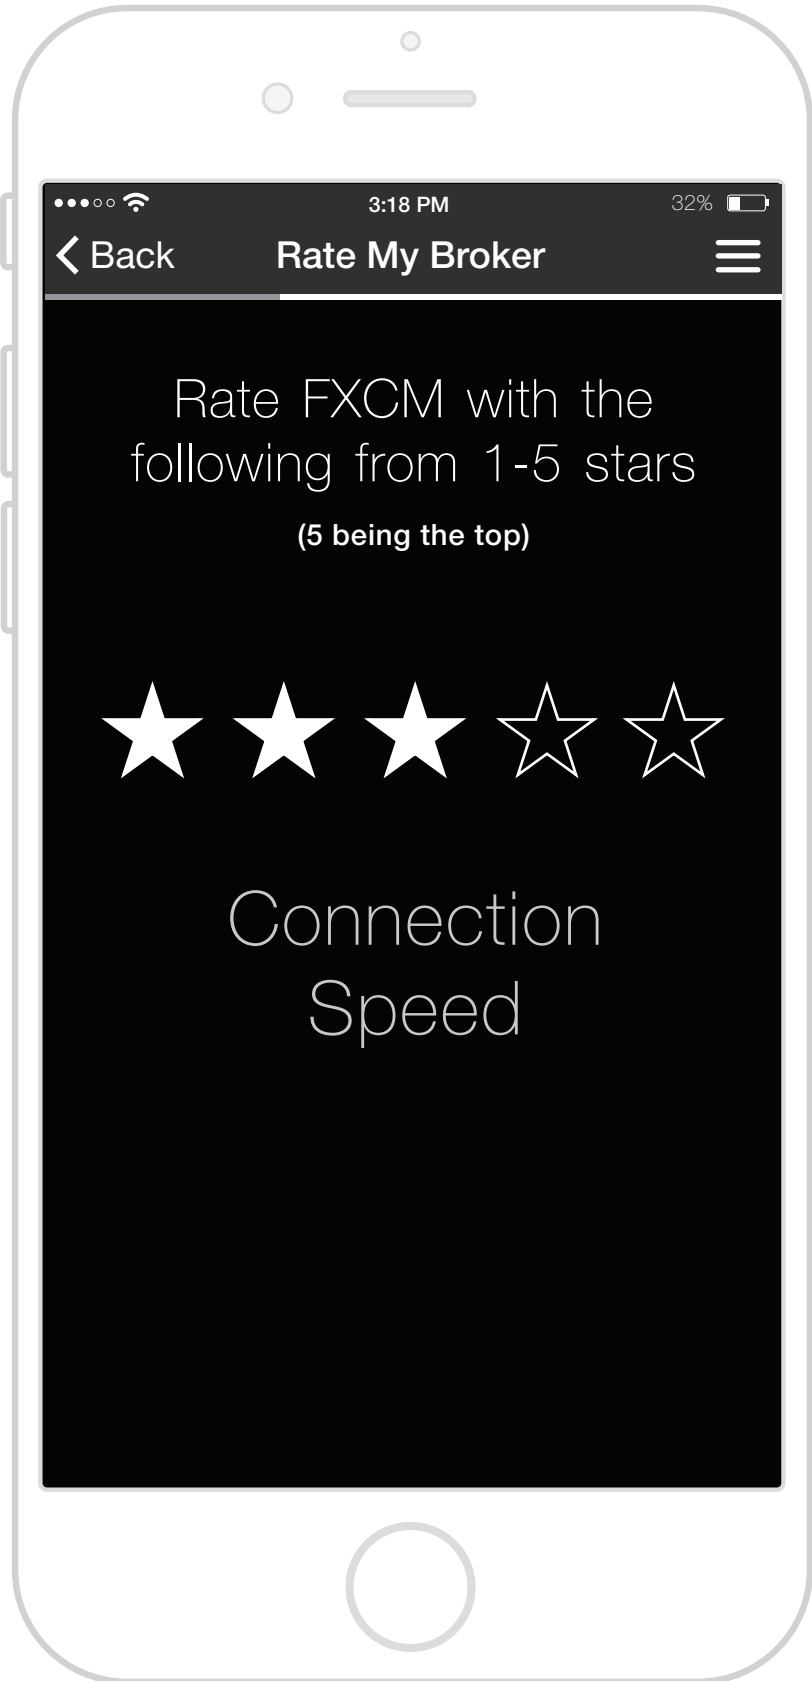 3:18 PM
32%
Back
Rate My Broker
Rate FXCM with the
following from 1-5 stars
(5 being the top)
Connection
Speed